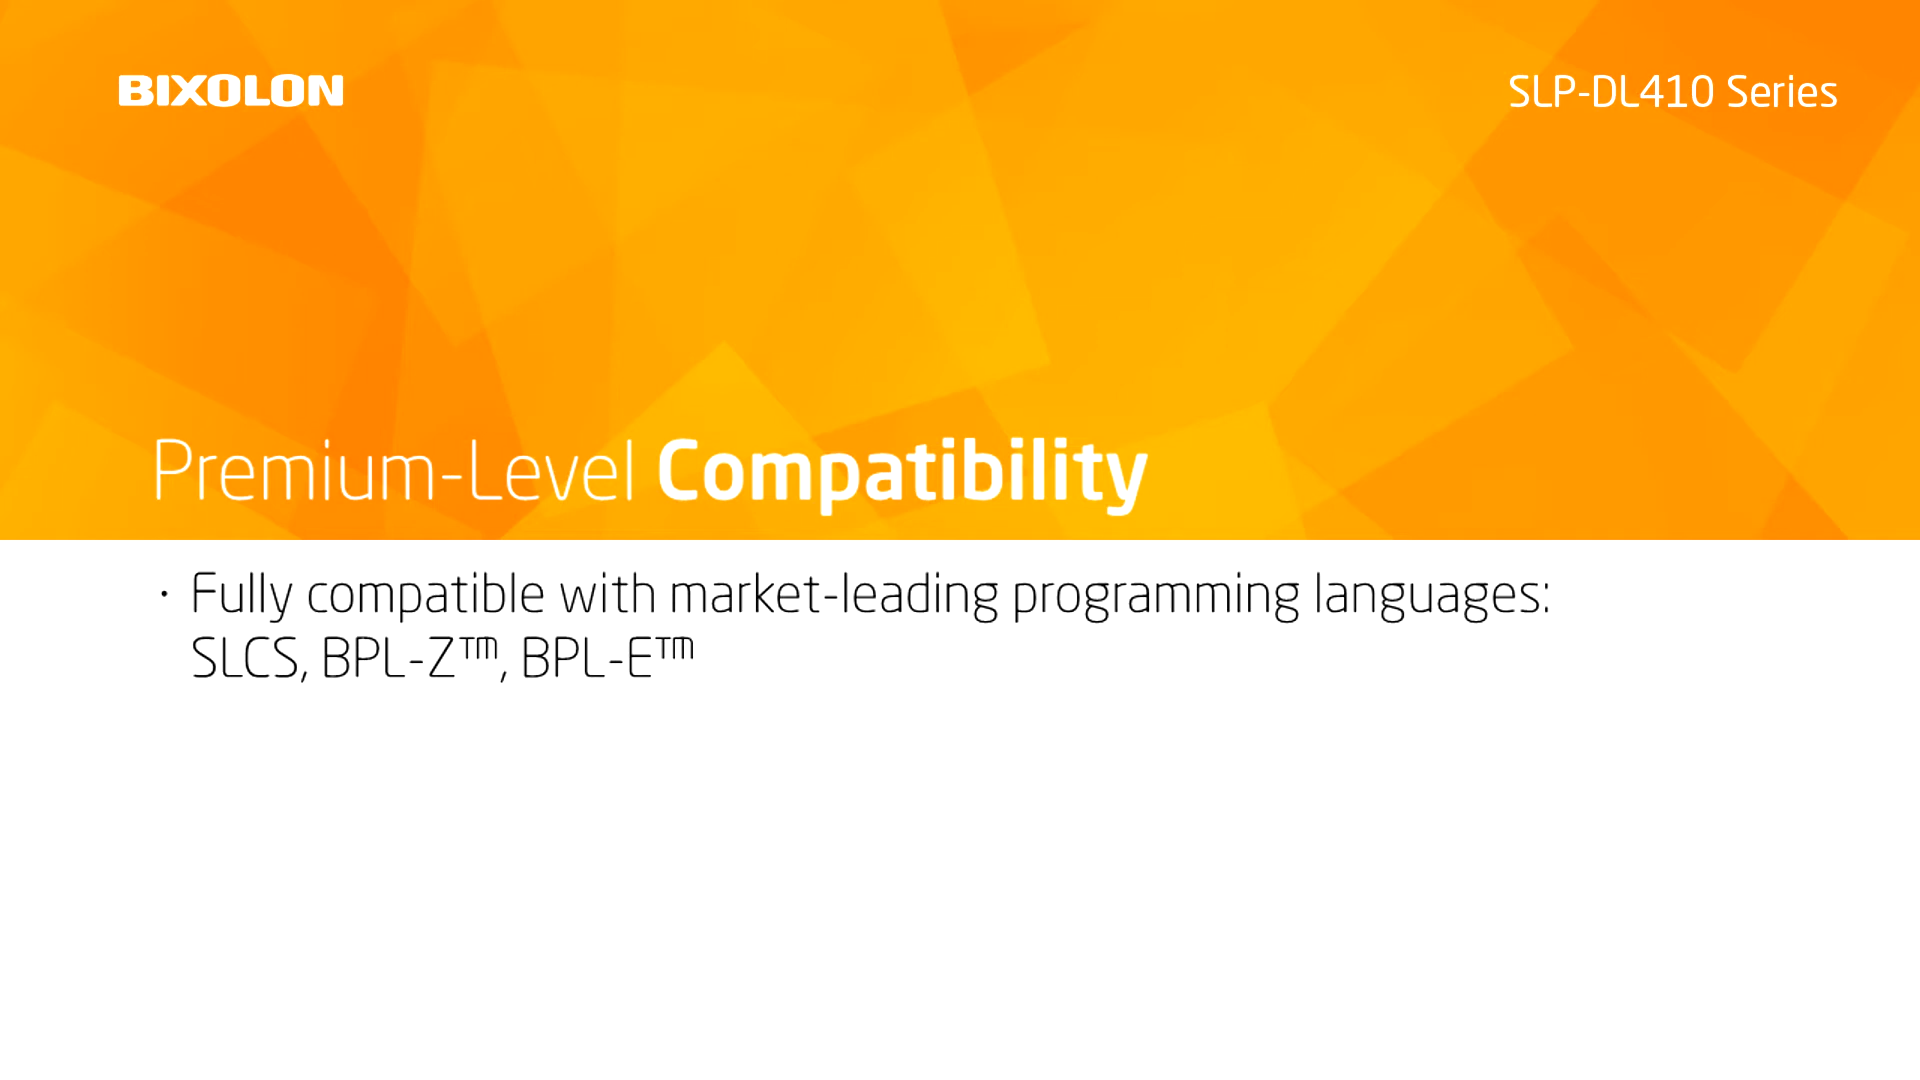 BIXOLON
SLP-DL410 Series
Premium-Level Compatibility
· Fully compatible with market-leading programming languages:
SLCS, BPL-Z™, BPL-E™